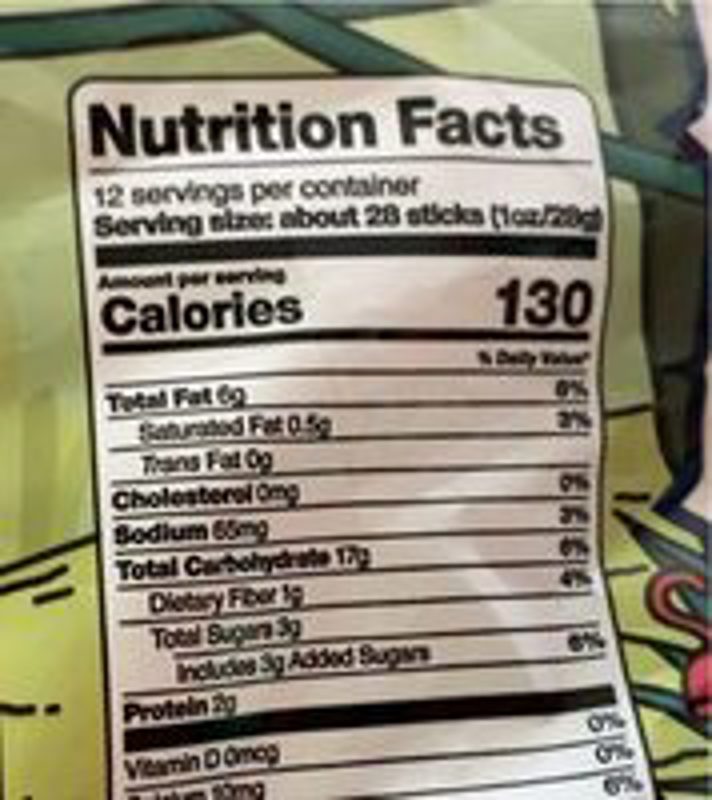 Nutrition Facts
12 servings per container
Serving size: about 28 sticks (1oz/28g)
Amount per serving
Calories 130
% Daily Value*
Total Fat 6g 8%
Saturated Fat 0.5g 3%
Trans Fat 0g
Cholesterol 0mg 0%
Sodium 65mg 3%
Total Carbohydrate 17g 6%
Dietary Fiber 1g 4%
Total Sugars 3g
Includes 3g Added Sugars 6%
Protein 2g
Vitamin D 0mcg 0%
10mg 0%
6%